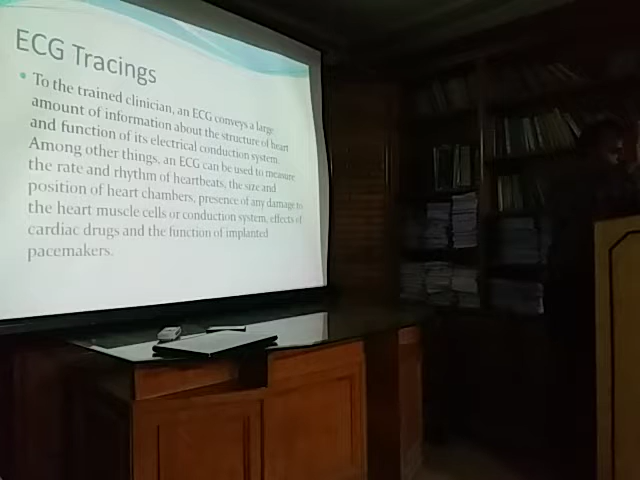 ECG Tracings
To the trained clinician, an ECG conveys a large
amount of information about the structure of heart
and function of its electrical conduction system.
Among other things, an ECG can be used to measure
the rate and rhythm of heartbeats, the size and
position of heart chambers, presence of any damage to
the heart muscle cells or conduction system, effects of
cardiac drugs and the function of implanted
pacemakers.